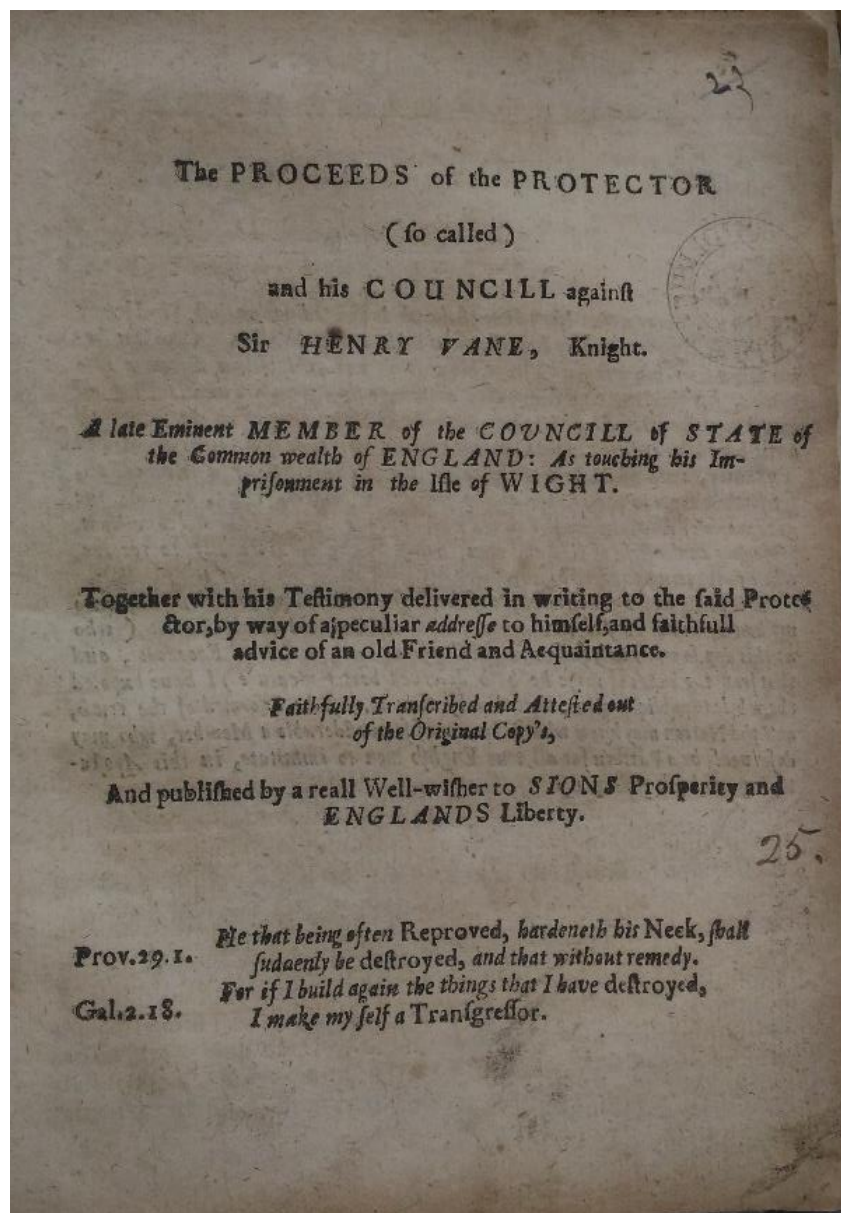 23
The PROCEEDS of the PROTECTOR
(ſo called)
and his COUNCILL againſt
Sir HENRY VANE, Knight.
A late Eminent MEMBER of the COUNCILL of STATE of
the Common wealth of ENGLAND: As touching his Im-
priſonment in the Iſle of WIGHT.
Together with his Teſtimony delivered in writing to the ſaid Prote-
ctor, by way of a peculiar addreſſe to himſelf, and faithfull
advice of an old Friend and Aequaintance.
Faithfully Tranſcribed and Atteſted out
of the Original Copy's,
And publiſhed by a reall Well-wiſher to SIONS Proſperity and
ENGLANDS Liberty.
25.
Prov. 29. 1. He that being often Reproved, hardeneth his Neck, ſhall
ſuddenly be deſtroyed, and that without remedy.
Gal. 2. 18. For if I build again the things that I have deſtroyed,
I make my ſelf a Tranſgreſſor.